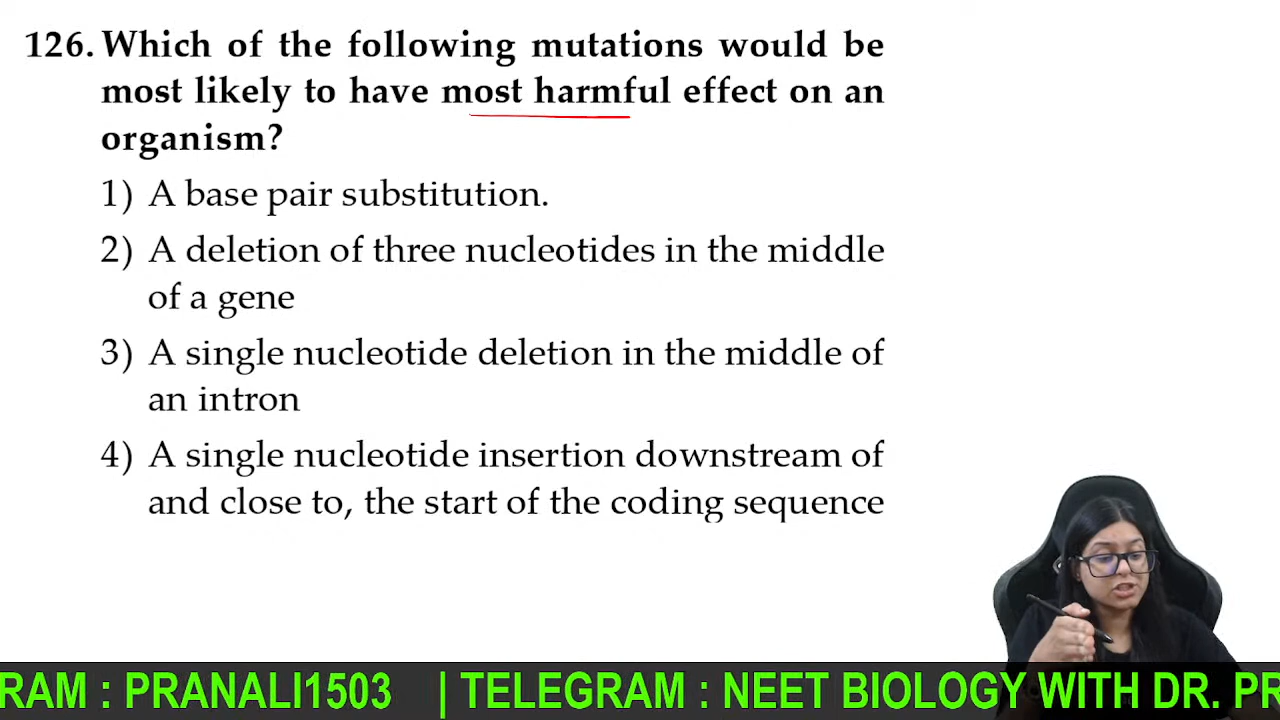 126. Which of the following mutations would be
most likely to have most harmful effect on an
organism?
1) A base pair substitution.
2) A deletion of three nucleotides in the middle
of a gene
3) A single nucleotide deletion in the middle of
an intron
4) A single nucleotide insertion downstream of
and close to, the start of the coding sequence
RAM : PRANALI1503 | TELEGRAM : NEET BIOLOGY WITH DR. PR